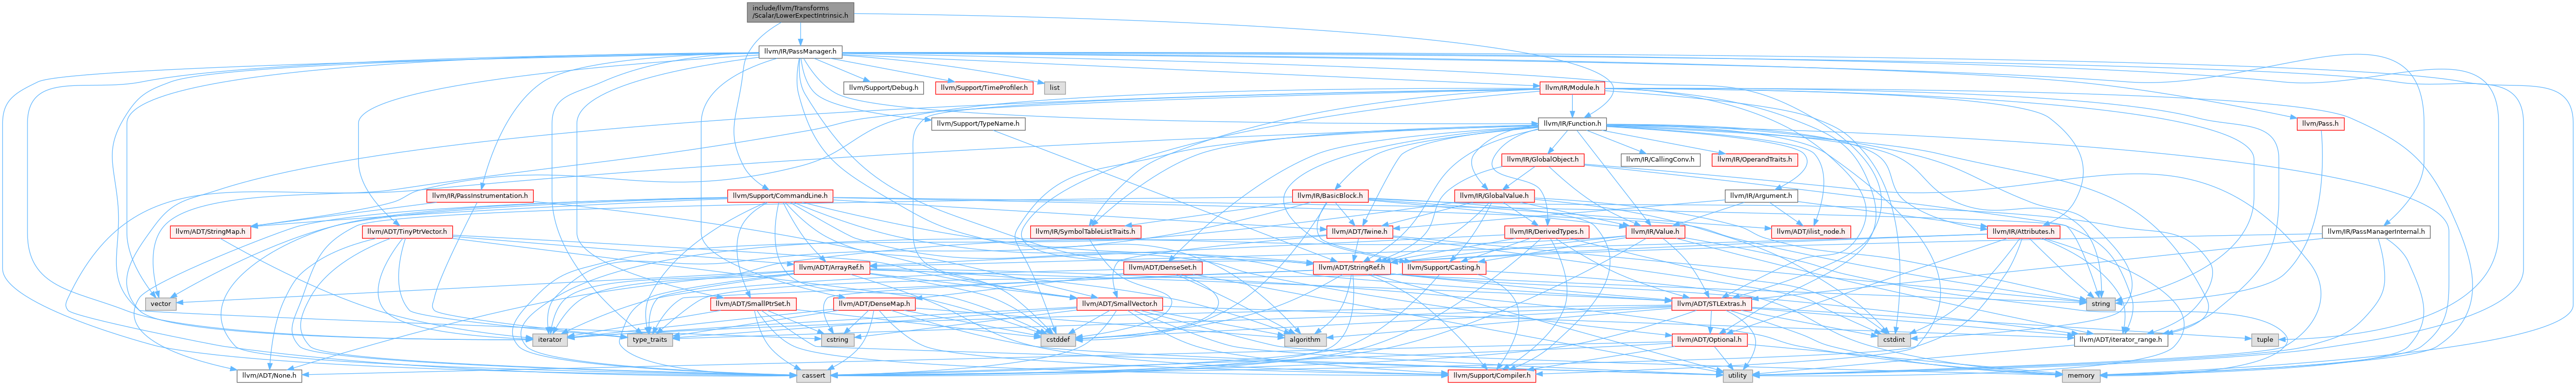 include/llvm/Transforms
/Scalar/LowerExpectIntrinsic.h
llvm/IR/PassManager.h
llvm/Support/Debug.h
llvm/Support/TimeProfiler.h
list
llvm/IR/Module.h
llvm/Support/TypeName.h
llvm/IR/Function.h
llvm/Pass.h
llvm/IR/GlobalObject.h
llvm/IR/CallingConv.h
llvm/IR/OperandTraits.h
llvm/IR/PassInstrumentation.h
llvm/Support/CommandLine.h
llvm/IR/BasicBlock.h
llvm/IR/GlobalValue.h
llvm/IR/Argument.h
llvm/ADT/StringMap.h
llvm/ADT/TinyPtrVector.h
llvm/IR/SymbolTableListTraits.h
llvm/ADT/Twine.h
llvm/IR/DerivedTypes.h
llvm/IR/Value.h
llvm/ADT/ilist_node.h
llvm/IR/Attributes.h
llvm/IR/PassManagerInternal.h
llvm/ADT/ArrayRef.h
llvm/ADT/DenseSet.h
llvm/ADT/StringRef.h
llvm/Support/Casting.h
vector
llvm/ADT/SmallPtrSet.h
llvm/ADT/DenseMap.h
llvm/ADT/SmallVector.h
llvm/ADT/STLExtras.h
string
iterator
type_traits
cstring
cstddef
algorithm
llvm/ADT/Optional.h
cstdint
llvm/ADT/iterator_range.h
tuple
llvm/ADT/None.h
cassert
llvm/Support/Compiler.h
utility
memory